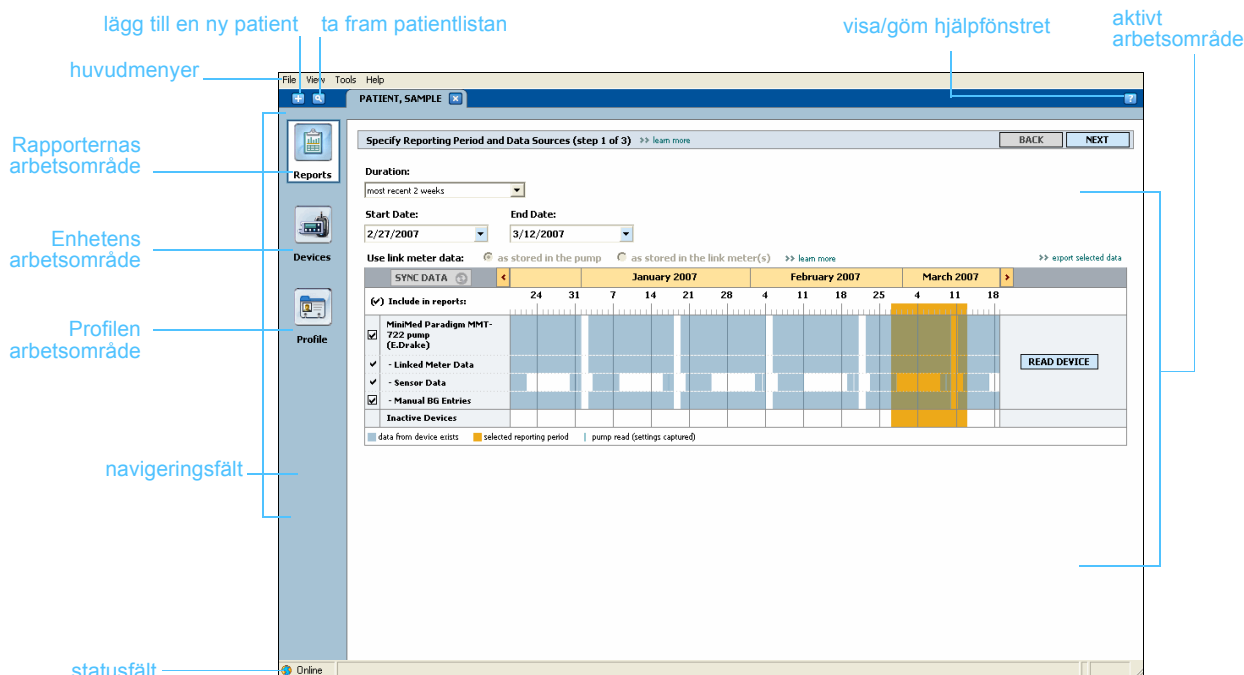 lägg till en ny patient
ta fram patientlistan
visa/göm hjälpfönstret
aktivt
arbetsområde
huvudmenyer
File View Tools Help
PATIENT, SAMPLE
?
Rapporternas
arbetsområde
Reports
Specify Reporting Period and Data Sources (step 1 of 3) >> learn more
BACK
NEXT
Duration:
most recent 2 weeks
Start Date:
End Date:
2/27/2007
3/12/2007
Enhetens
arbetsområde
Devices
Use link meter data: as stored in the pump as stored in the link meter(s) >> learn more
>> export selected data
SYNC DATA
January 2007
February 2007
March 2007
(✓) Include in reports:
24 31 7 14 21 28 4 11 18 25 4 11 18
Profilen
arbetsområde
Profile
MiniMed Paradigm MMT-
722 pump
(E.Drake)
- Linked Meter Data
READ DEVICE
- Sensor Data
- Manual BG Entries
Inactive Devices
data from device exists
selected reporting period
pump read (settings captured)
navigeringsfält
statusfält
Online